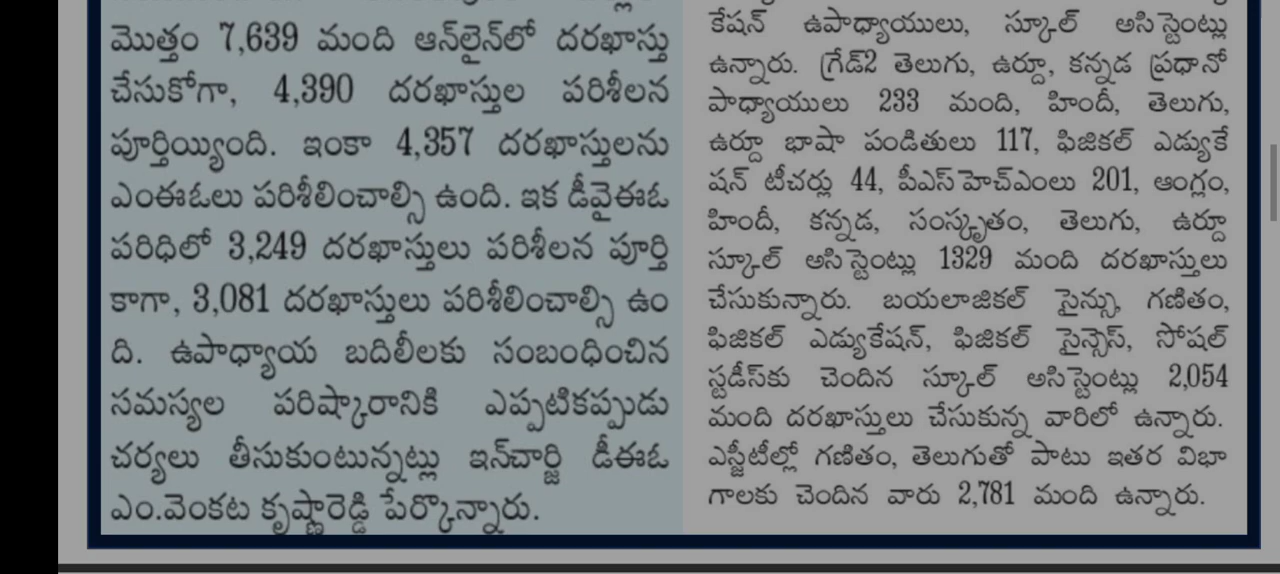 మొత్తం 7,639 మంది ఆన్‌లైన్‌లో దరఖాస్తు
చేసుకోగా, 4,390 దరఖాస్తుల పరిశీలన
పూర్తియ్యింది. ఇంకా 4,357 దరఖాస్తులను
ఎంఈఓలు పరిశీలించాల్సి ఉంది. ఇక డీవైఈఓ
పరిధిలో 3,249 దరఖాస్తులు పరిశీలన పూర్తి
కాగా, 3,081 దరఖాస్తులు పరిశీలించాల్సి ఉం
ది. ఉపాధ్యాయ బదిలీలకు సంబంధించిన
సమస్యల పరిష్కారానికి ఎప్పటికప్పుడు
చర్యలు తీసుకుంటున్నట్లు ఇన్‌చార్జి డీఈఓ
ఎం.వెంకట కృష్ణారెడ్డి పేర్కొన్నారు.
కేషన్ ఉపాధ్యాయులు, స్కూల్ అసిస్టెంట్లు
ఉన్నారు. గ్రేడ్2 తెలుగు, ఉర్దూ, కన్నడ ప్రధానో
పాధ్యాయులు 233 మంది, హిందీ, తెలుగు,
ఉర్దూ భాషా పండితులు 117, ఫిజికల్ ఎడ్యుకే
షన్ టీచర్లు 44, పీఎస్‌హెచ్ఎంలు 201, ఆంగ్లం,
హిందీ, కన్నడ, సంస్కృతం, తెలుగు, ఉర్దూ
స్కూల్ అసిస్టెంట్లు 1329 మంది దరఖాస్తులు
చేసుకున్నారు. బయలాజికల్ సైన్సు, గణితం,
ఫిజికల్ ఎడ్యుకేషన్, ఫిజికల్ సైన్సెస్, సోషల్
స్టడీస్‌కు చెందిన స్కూల్ అసిస్టెంట్లు 2,054
మంది దరఖాస్తులు చేసుకున్న వారిలో ఉన్నారు.
ఎస్జీటీల్లో గణితం, తెలుగుతో పాటు ఇతర విభా
గాలకు చెందిన వారు 2,781 మంది ఉన్నారు.